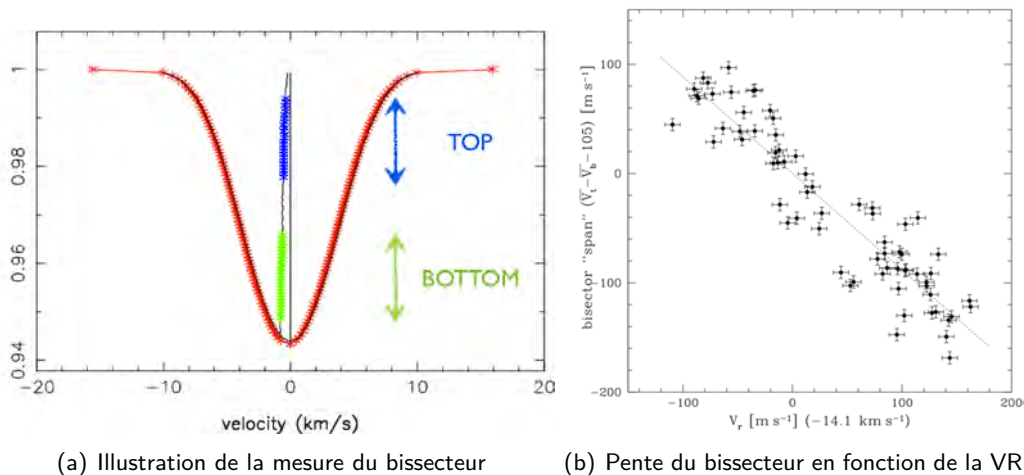 1
0.98
0.96
0.94
−20
−10
0
10
20
velocity (km/s)
TOP
BOTTOM
(a) Illustration de la mesure du bissecteur
100
0
−100
−200
−100
0
100
200
bisector "span" (V̅t−V̅b−105) [m s⁻¹]
Vr [m s⁻¹] (−14.1 km s⁻¹)
(b) Pente du bissecteur en fonction de la VR